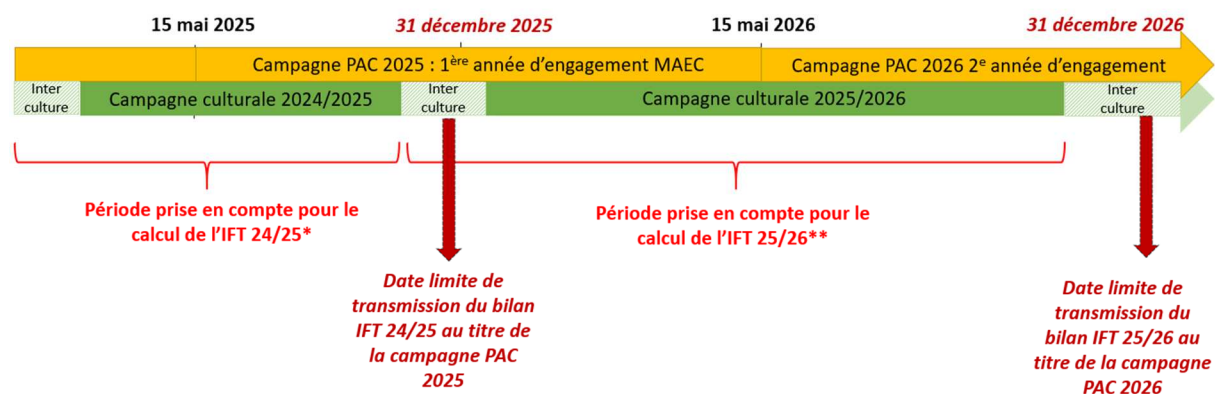 15 mai 2025
31 décembre 2025
15 mai 2026
31 décembre 2026
Campagne PAC 2025 : 1ère année d'engagement MAEC
Campagne PAC 2026 2e année d'engagement
Inter
culture
Campagne culturale 2024/2025
Inter
culture
Campagne culturale 2025/2026
Inter
culture
Période prise en compte pour le
calcul de l'IFT 24/25*
Période prise en compte pour le
calcul de l'IFT 25/26**
Date limite de
transmission du bilan
IFT 24/25 au titre de
la campagne PAC
2025
Date limite de
transmission du
bilan IFT 25/26 au
titre de la campagne
PAC 2026